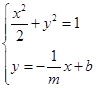 x²/2 + y² = 1
y = -1/m x + b